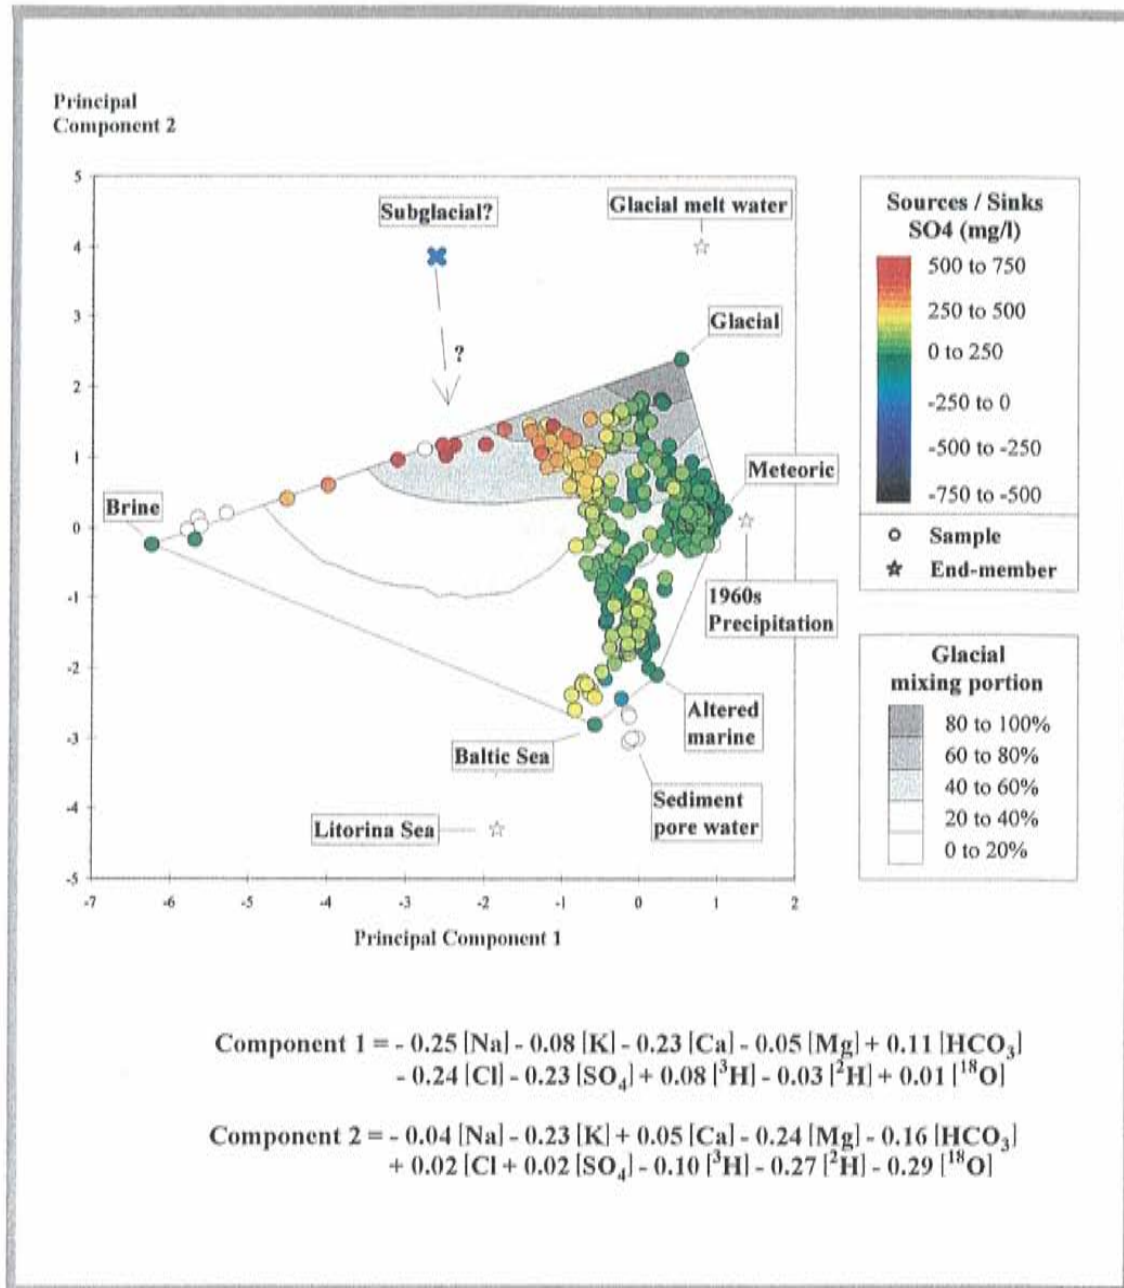 Principal
Component 2
5
4
3
2
1
0
-1
-2
-3
-4
-5
Subglacial?
Glacial melt water
?
Glacial
Meteoric
Brine
1960s
Precipitation
Altered
marine
Baltic Sea
Sediment
pore water
Litorina Sea
-7 -6 -5 -4 -3 -2 -1 0 1 2
Principal Component 1
Sources / Sinks
SO4 (mg/l)
500 to 750
250 to 500
0 to 250
-250 to 0
-500 to -250
-750 to -500
Sample
End-member
Glacial
mixing portion
80 to 100%
60 to 80%
40 to 60%
20 to 40%
0 to 20%
Component 1 = - 0.25 [Na] - 0.08 [K] - 0.23 [Ca] - 0.05 [Mg] + 0.11 [HCO₃]
- 0.24 [Cl] - 0.23 [SO₄] + 0.08 [³H] - 0.03 [²H] + 0.01 [¹⁸O]
Component 2 = - 0.04 [Na] - 0.23 [K] + 0.05 [Ca] - 0.24 [Mg] - 0.16 [HCO₃]
+ 0.02 [Cl + 0.02 [SO₄] - 0.10 [³H] - 0.27 [²H] - 0.29 [¹⁸O]